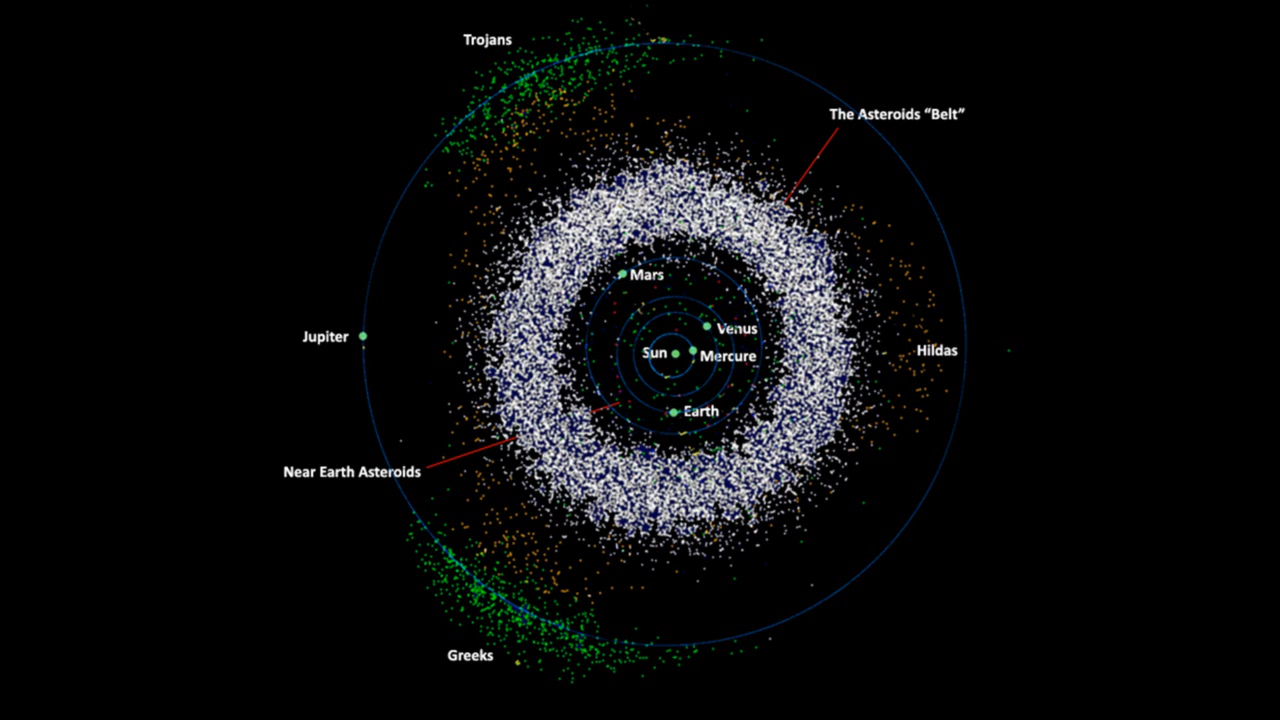 Trojans
The Asteroids “Belt”
Mars
Venus
Jupiter
Sun
Mercure
Hildas
Earth
Near Earth Asteroids
Greeks